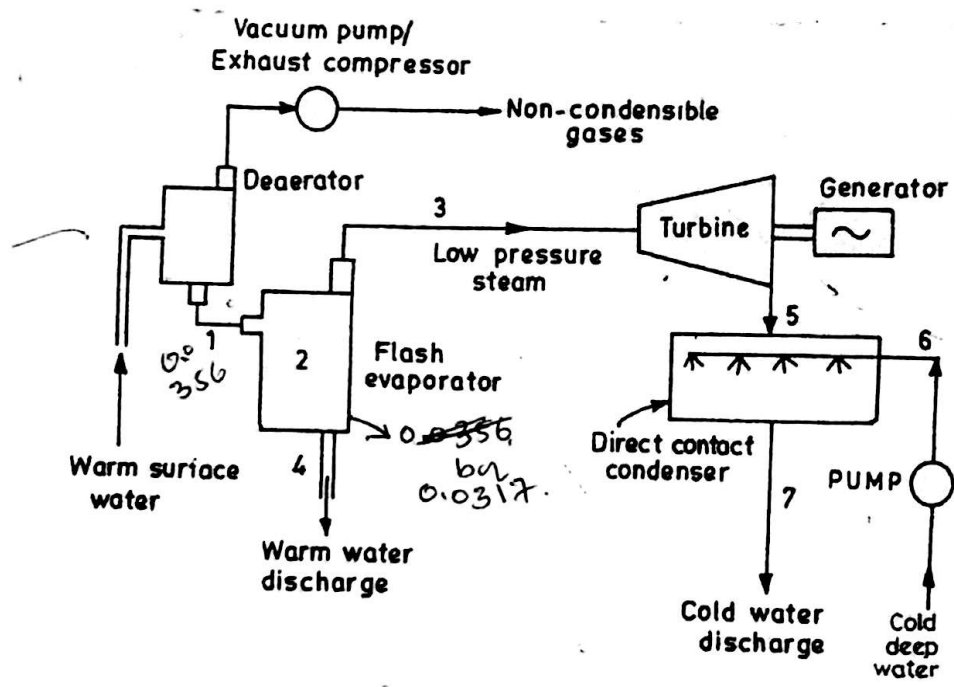 Vacuum pump/
Exhaust compressor
Non-condensible
gases
Deaerator
3
Low pressure
steam
Turbine
Generator
~
1
0.0
356
2
Flash
evaporator
0.0356
bar
0.0317.
4
Warm surface
water
Warm water
discharge
5
6
Direct contact
condenser
7
PUMP
Cold water
discharge
Cold
deep
water